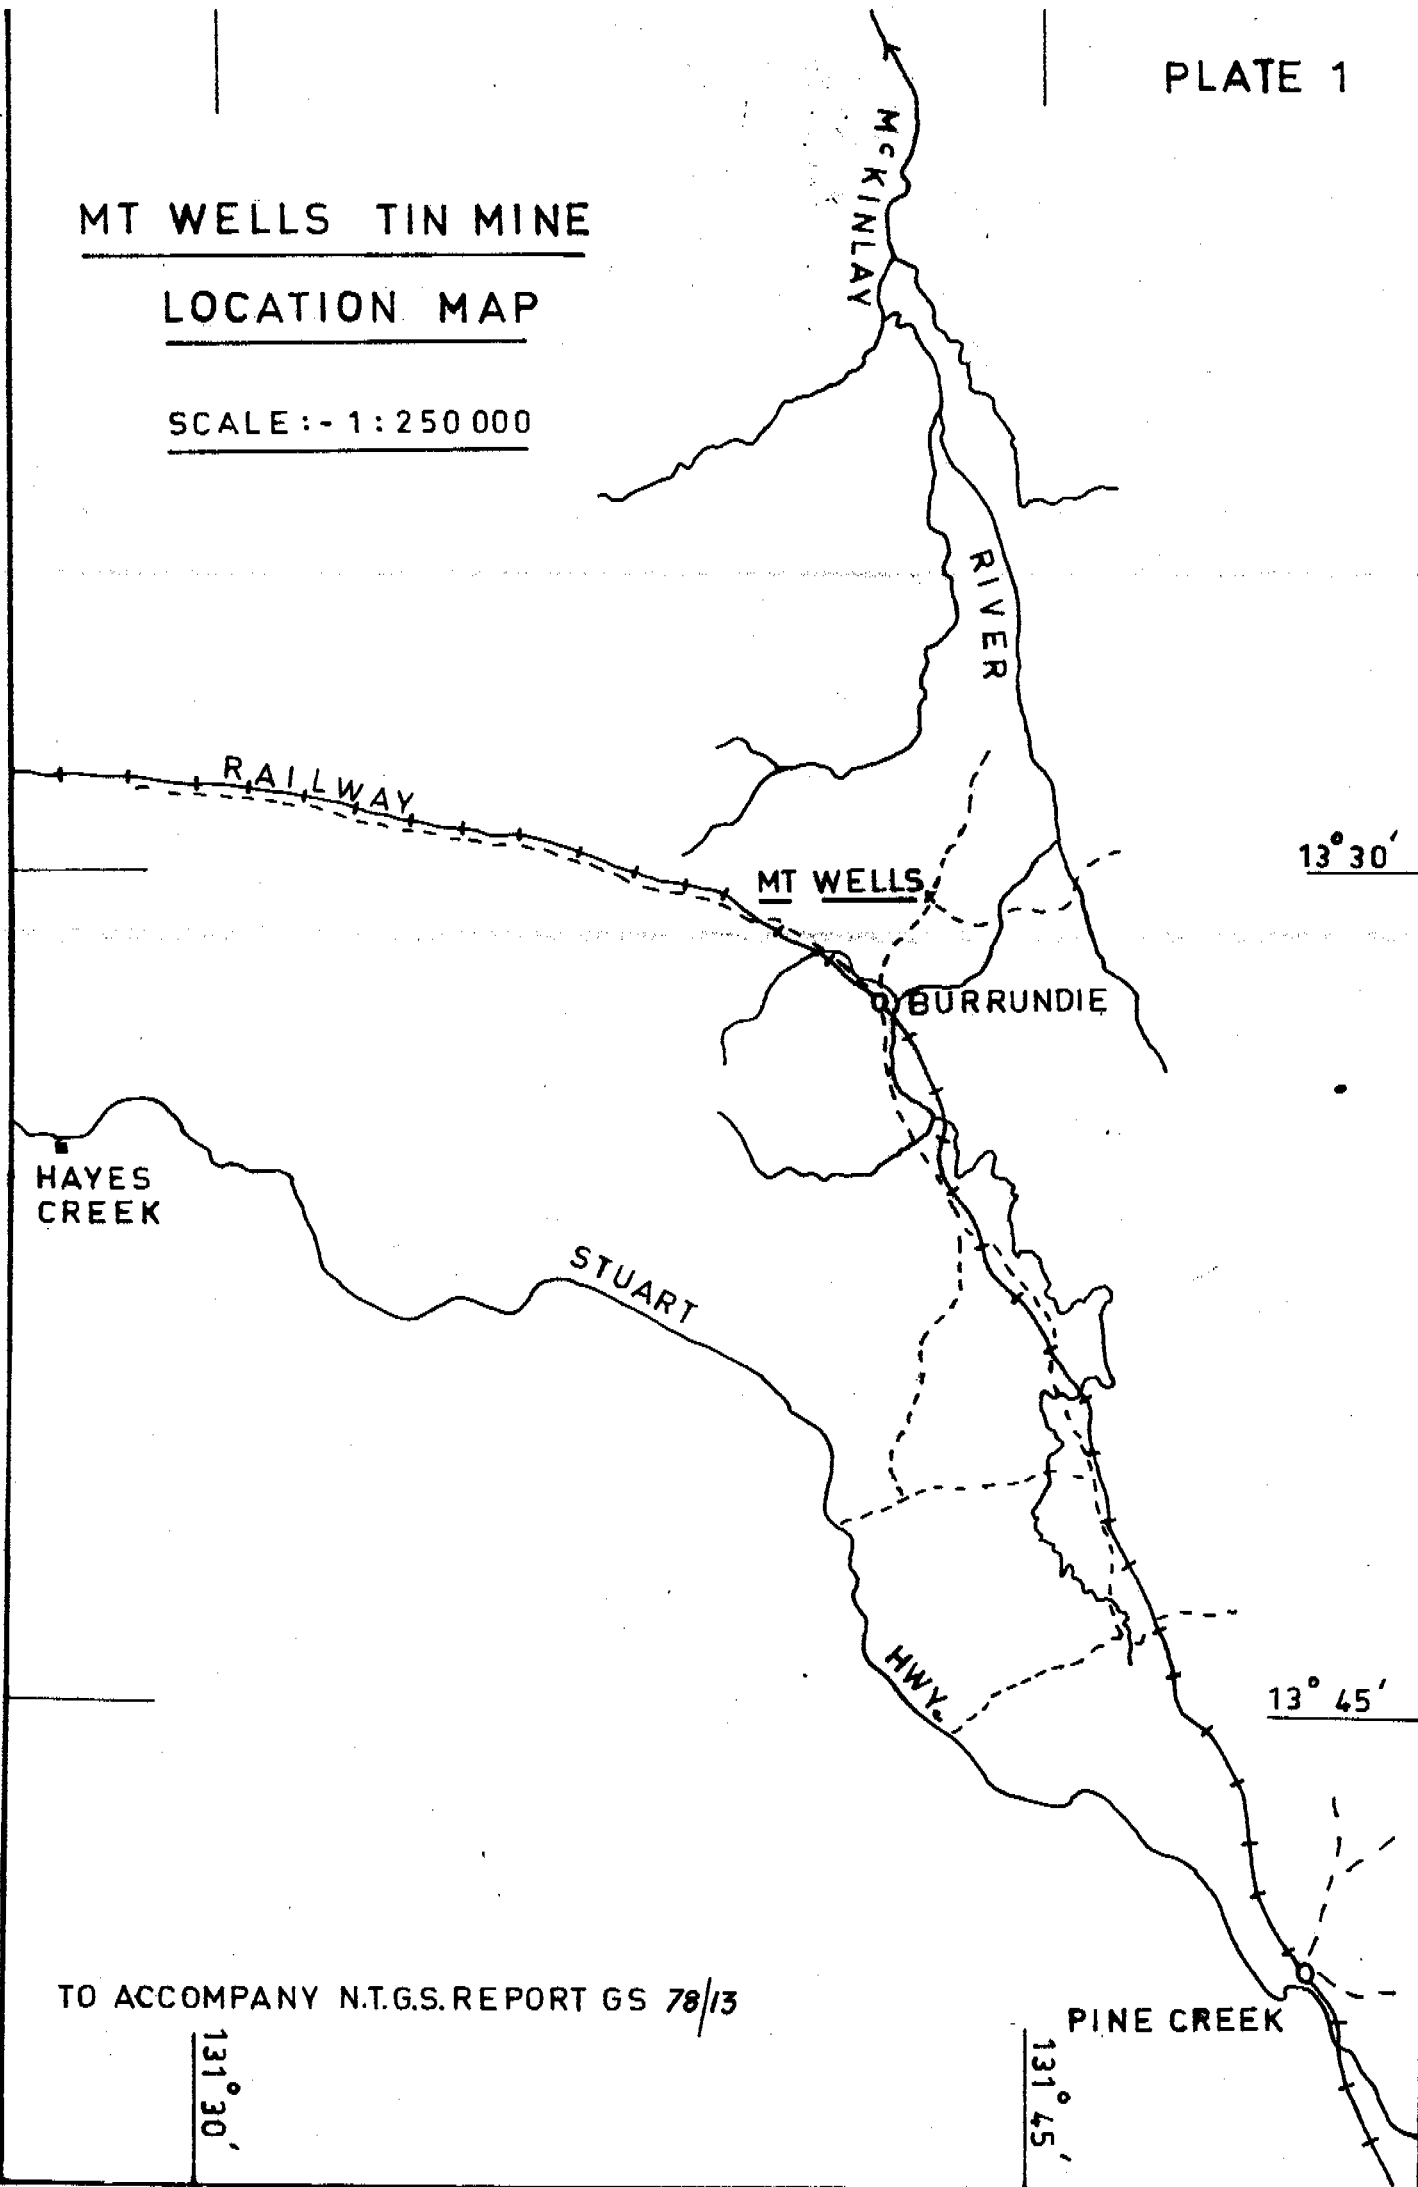 PLATE 1
MT WELLS TIN MINE
LOCATION MAP
SCALE:- 1:250 000
McKINLAY
RIVER
RAILWAY
13° 30'
MT WELLS
BURRUNDIE
HAYES
CREEK
STUART
HWY.
13° 45'
TO ACCOMPANY N.T.G.S. REPORT GS 78/13
PINE CREEK
131° 30'
131° 45'